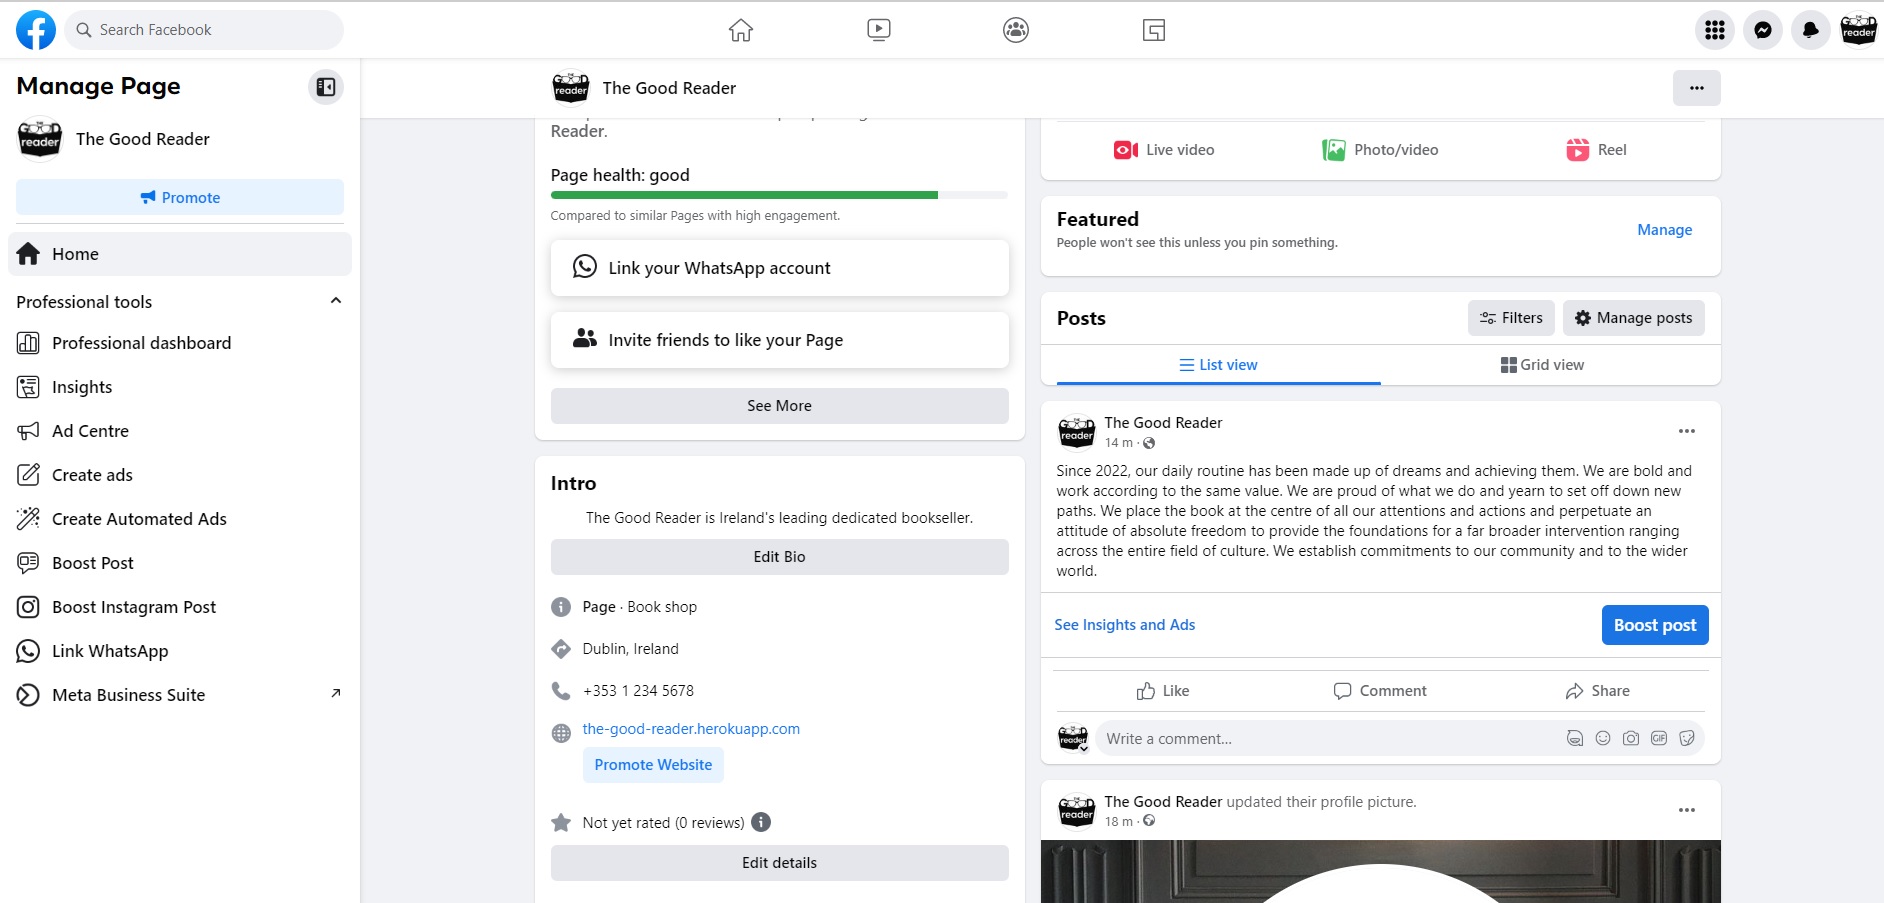 Search Facebook
Manage Page
The Good Reader
Promote
Home
Professional tools
Professional dashboard
Insights
Ad Centre
Create ads
Create Automated Ads
Boost Post
Boost Instagram Post
Link WhatsApp
Meta Business Suite
The Good Reader
Reader.
Page health: good
Compared to similar Pages with high engagement.
Link your WhatsApp account
Invite friends to like your Page
See More
Intro
The Good Reader is Ireland's leading dedicated bookseller.
Edit Bio
Page · Book shop
Dublin, Ireland
+353 1 234 5678
the-good-reader.herokuapp.com
Promote Website
Not yet rated (0 reviews)
Edit details
Live video
Photo/video
Reel
Featured
People won't see this unless you pin something.
Manage
Posts
Filters
Manage posts
List view
Grid view
The Good Reader
14 m ·
Since 2022, our daily routine has been made up of dreams and achieving them. We are bold and
work according to the same value. We are proud of what we do and yearn to set off down new
paths. We place the book at the centre of all our attentions and actions and perpetuate an
attitude of absolute freedom to provide the foundations for a far broader intervention ranging
across the entire field of culture. We establish commitments to our community and to the wider
world.
See Insights and Ads
Boost post
Like
Comment
Share
Write a comment...
GIF
The Good Reader updated their profile picture.
18 m ·